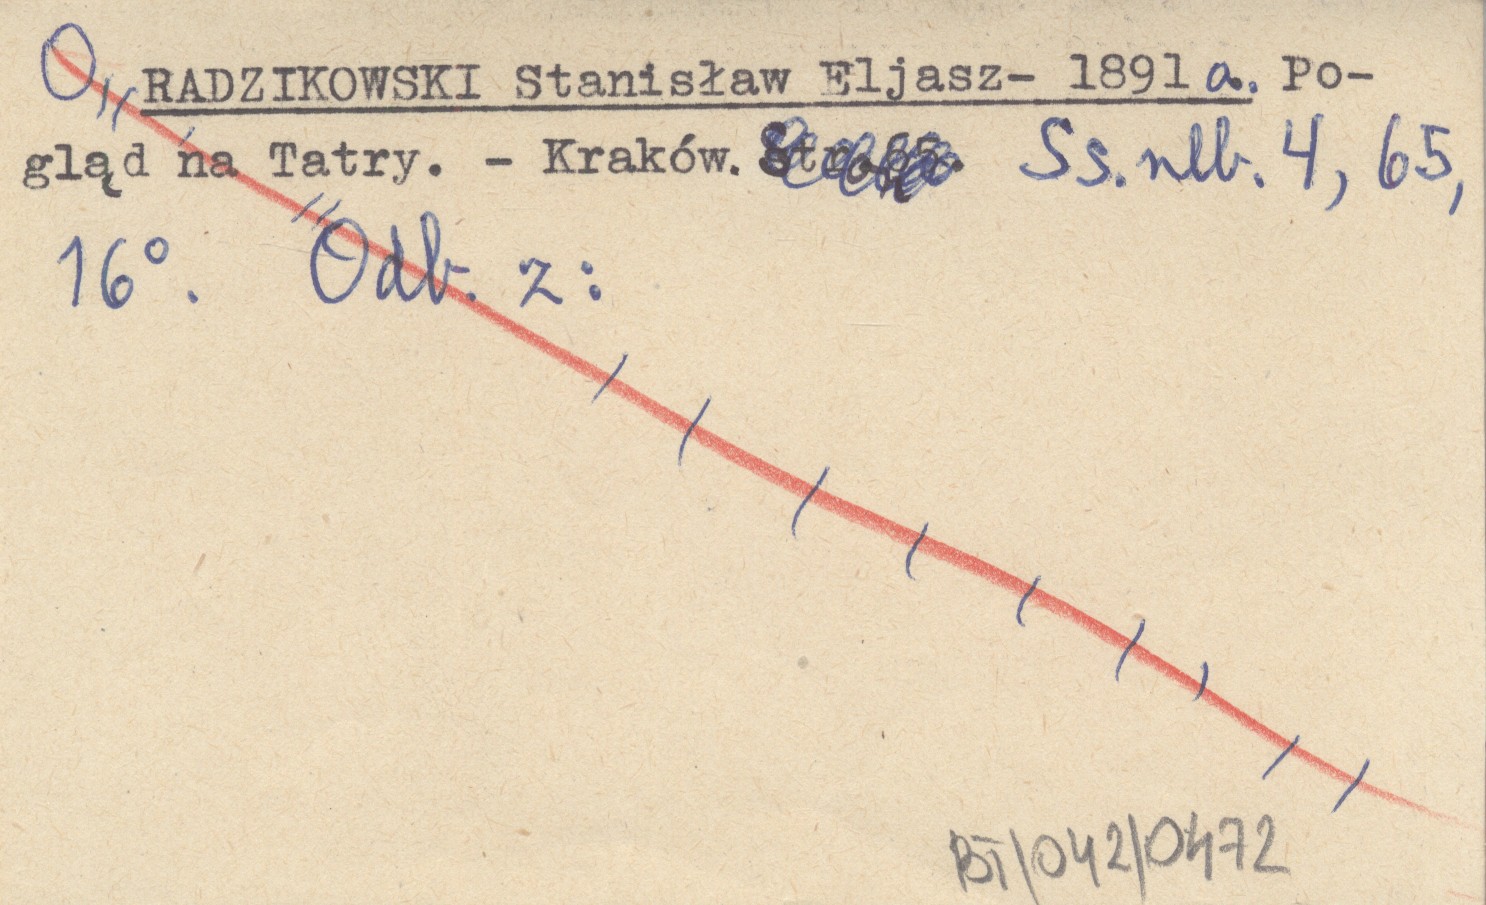 O RADZIKOWSKI Stanisław Eljasz- 1891 a. Po-
gląd na Tatry. - Kraków. Ss. nlb. 4, 65,
16°. Odb. z:
BT/042/0472